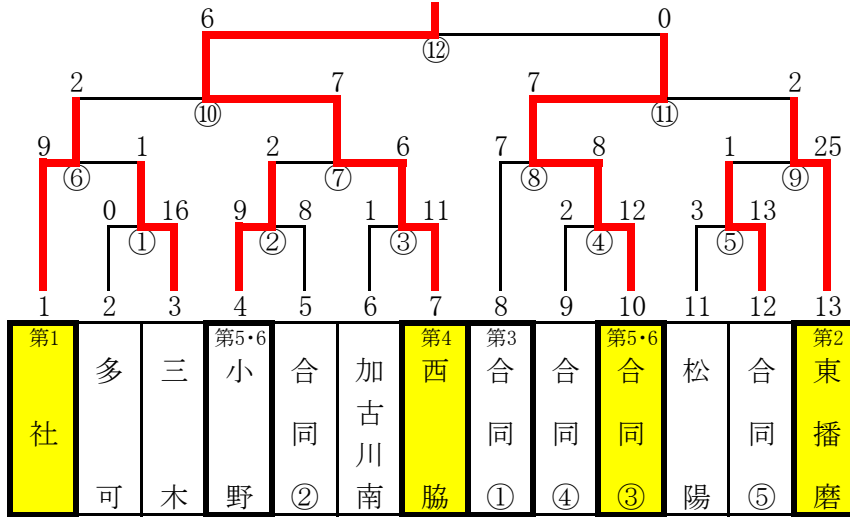 6 0
⑫
2 7 7 2
⑩ ⑪
9 1 2 6 7 8 1 25
⑥ ⑦ ⑧ ⑨
0 16 9 8 1 11 2 12 3 13
① ② ③ ④ ⑤
1 2 3 4 5 6 7 8 9 10 11 12 13
第1 第5・6 第4 第3 第5・6 第2
社
多可
三木
小野
合同②
加古川南
西脇
合同①
合同④
合同③
松陽
合同⑤
東播磨